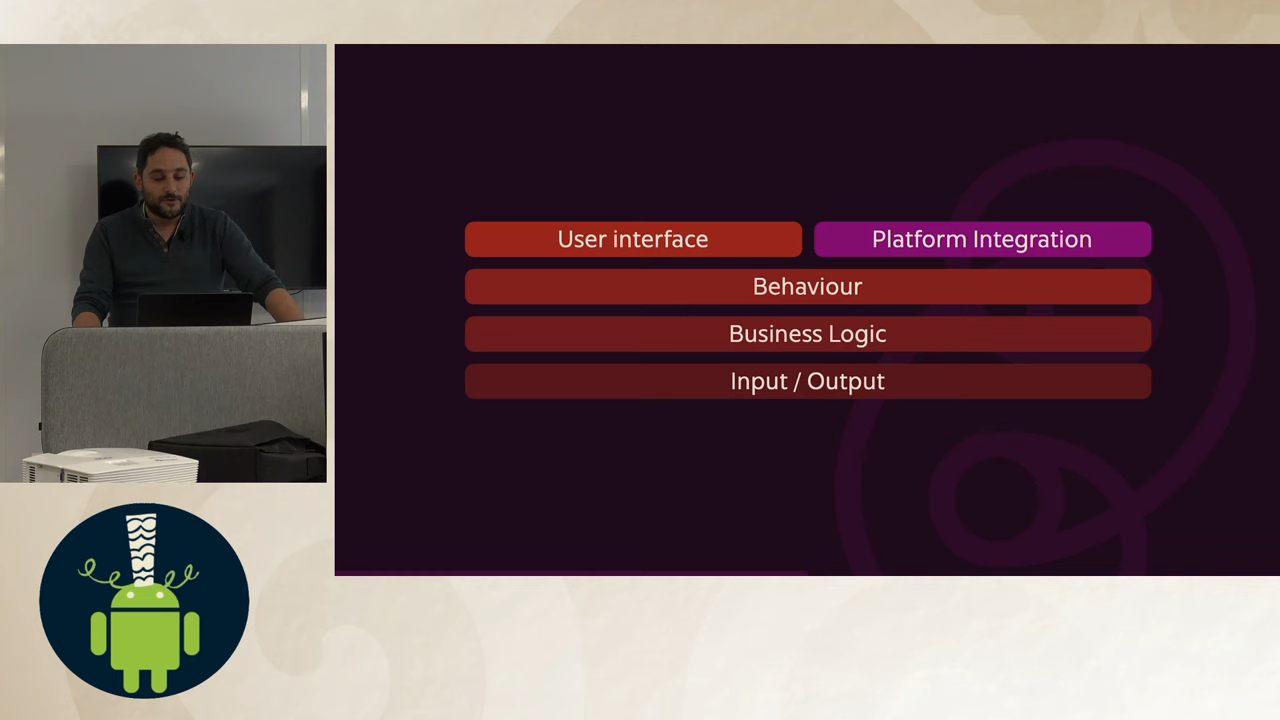 User interface
Platform Integration
Behaviour
Business Logic
Input / Output